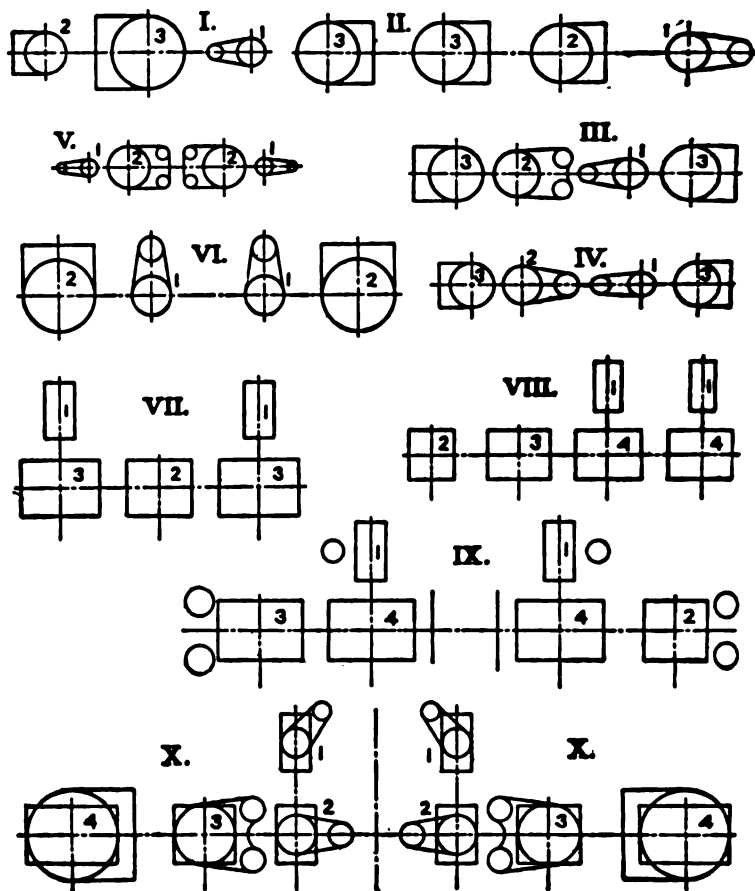 I.
2 3 1
II.
3 3 2 1'
V.
1 2 2 1
III.
3 2 1 3
VI.
2 1 1 2
IV.
3 2 1 3
VII.
1 1
3 2 3
VIII.
1 1
2 3 4 4
IX.
1 1
3 4 4 2
X. X.
1 1
4 3 2 2 3 4